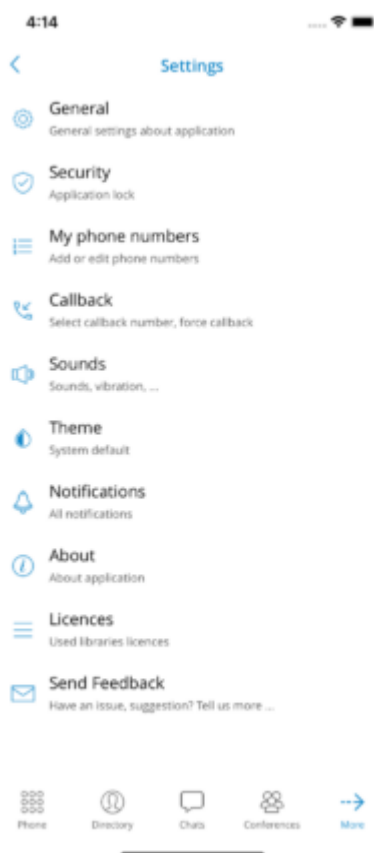 4:14
Settings
General
General settings about application
Security
Application lock
My phone numbers
Add or edit phone numbers
Callback
Select callback number, force callback
Sounds
Sounds, vibration, ...
Theme
System default
Notifications
All notifications
About
About application
Licences
Used libraries licences
Send Feedback
Have an issue, suggestion? Tell us more ...
Phone Directory Chats Conferences More